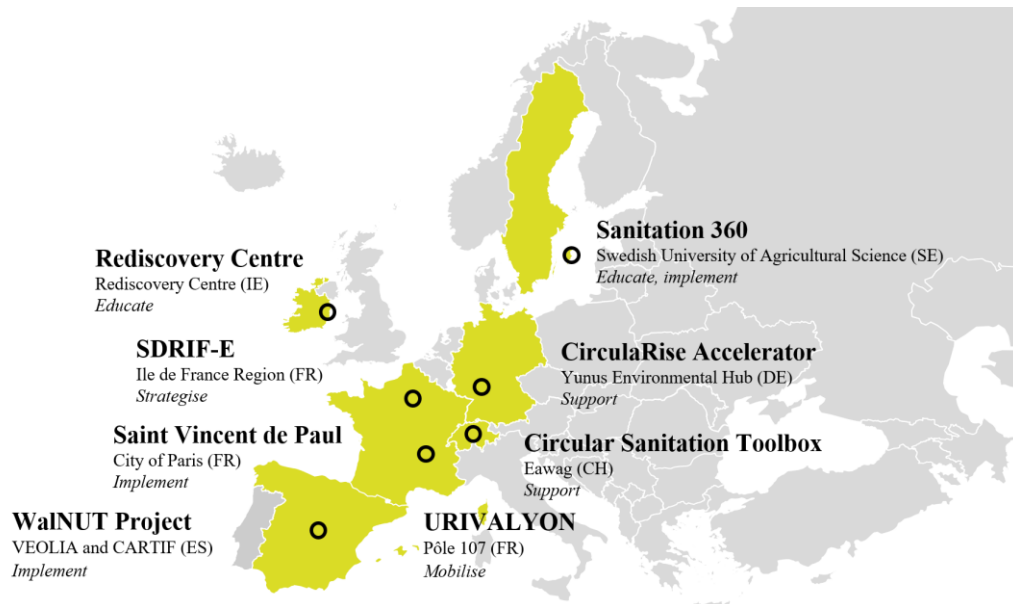 Sanitation 360
Swedish University of Agricultural Science (SE)
Educate, implement
Rediscovery Centre
Rediscovery Centre (IE)
Educate
SDRIF-E
Ile de France Region (FR)
Strategise
CirculaRise Accelerator
Yunus Environmental Hub (DE)
Support
Saint Vincent de Paul
City of Paris (FR)
Implement
Circular Sanitation Toolbox
Eawag (CH)
Support
WalNUT Project
VEOLIA and CARTIF (ES)
Implement
URIVALYON
Pôle 107 (FR)
Mobilise